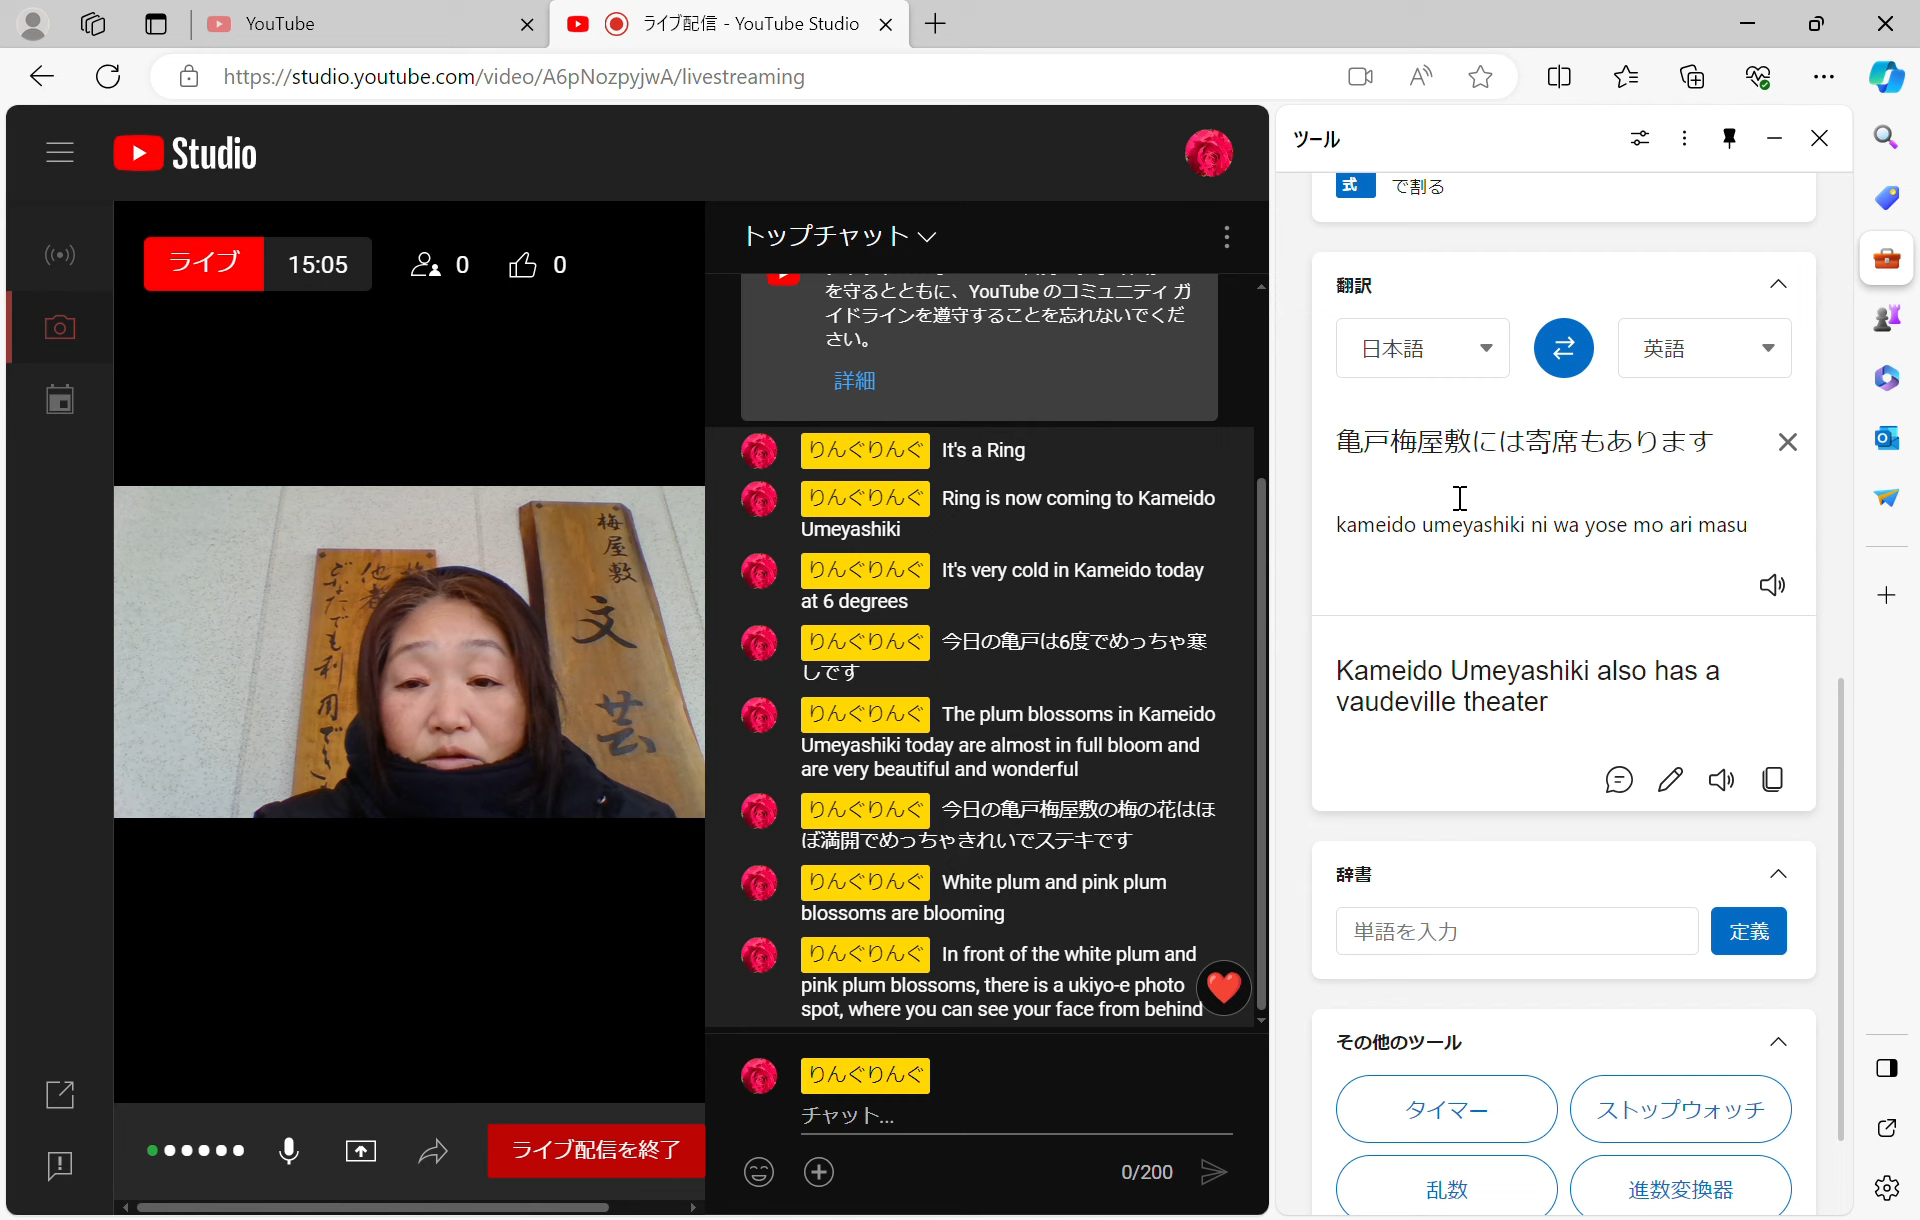 YouTube
ライブ配信 - YouTube Studio
https://studio.youtube.com/video/A6pNozpyjwA/livestreaming
Studio
ライブ
15:05
0
0
トップチャット
を守るとともに、YouTube のコミュニティ ガ
イドラインを遵守することを忘れないでくだ
さい。
詳細
りんぐりんぐ It's a Ring
りんぐりんぐ Ring is now coming to Kameido
Umeyashiki
りんぐりんぐ It's very cold in Kameido today
at 6 degrees
りんぐりんぐ 今日の亀戸は6度でめっちゃ寒
しです
りんぐりんぐ The plum blossoms in Kameido
Umeyashiki today are almost in full bloom and
are very beautiful and wonderful
りんぐりんぐ 今日の亀戸梅屋敷の梅の花はほ
ぼ満開でめっちゃきれいでステキです
りんぐりんぐ White plum and pink plum
blossoms are blooming
りんぐりんぐ In front of the white plum and
pink plum blossoms, there is a ukiyo-e photo
spot, where you can see your face from behind
りんぐりんぐ
チャット...
0/200
梅屋敷
文芸
どなたでも利用でき
ライブ配信を終了
ツール
式
で割る
翻訳
日本語
英語
亀戸梅屋敷には寄席もあります
kameido umeyashiki ni wa yose mo ari masu
Kameido Umeyashiki also has a
vaudeville theater
辞書
単語を入力
定義
その他のツール
タイマー
ストップウォッチ
乱数
進数変換器